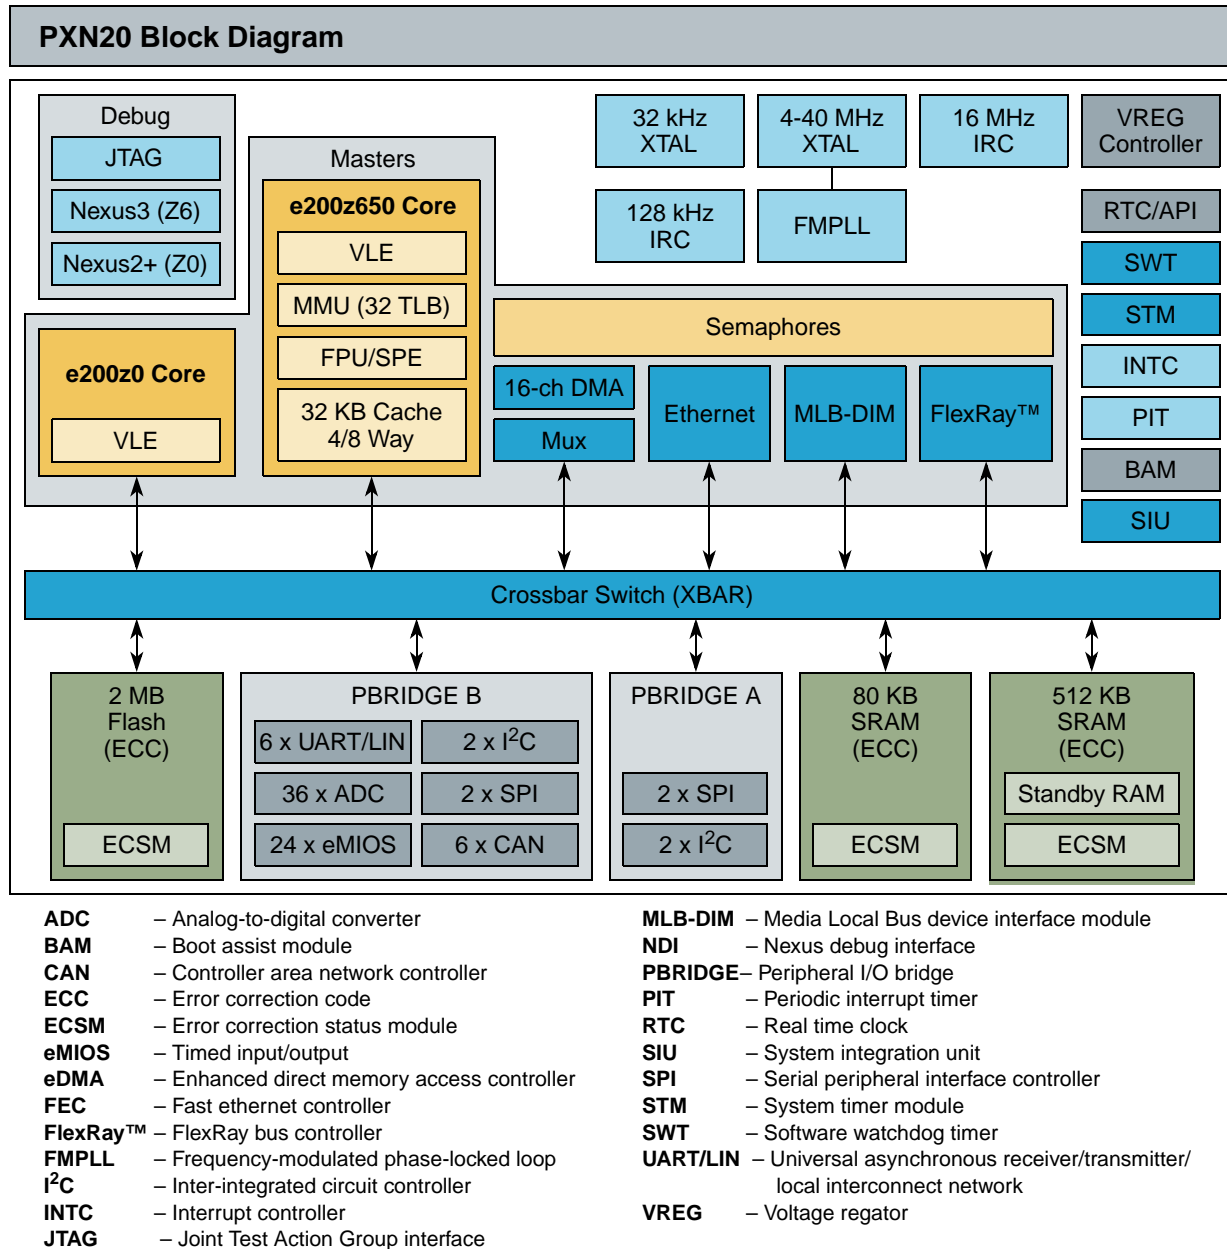 PXN20 Block Diagram
Debug
JTAG
Nexus3 (Z6)
Nexus2+ (Z0)
Masters
e200z650 Core
VLE
MMU (32 TLB)
FPU/SPE
32 KB Cache
4/8 Way
e200z0 Core
VLE
32 kHz
XTAL
4-40 MHz
XTAL
16 MHz
IRC
128 kHz
IRC
FMPLL
VREG
Controller
RTC/API
SWT
STM
INTC
PIT
BAM
SIU
Semaphores
16-ch DMA
Mux
Ethernet
MLB-DIM
FlexRay™
Crossbar Switch (XBAR)
2 MB
Flash
(ECC)
ECSM
PBRIDGE B
6 x UART/LIN
2 x I²C
36 x ADC
2 x SPI
24 x eMIOS
6 x CAN
PBRIDGE A
2 x SPI
2 x I²C
80 KB
SRAM
(ECC)
ECSM
512 KB
SRAM
(ECC)
Standby RAM
ECSM
ADC – Analog-to-digital converter
BAM – Boot assist module
CAN – Controller area network controller
ECC – Error correction code
ECSM – Error correction status module
eMIOS – Timed input/output
eDMA – Enhanced direct memory access controller
FEC – Fast ethernet controller
FlexRay™ – FlexRay bus controller
FMPLL – Frequency-modulated phase-locked loop
I²C – Inter-integrated circuit controller
INTC – Interrupt controller
JTAG – Joint Test Action Group interface
MLB-DIM – Media Local Bus device interface module
NDI – Nexus debug interface
PBRIDGE– Peripheral I/O bridge
PIT – Periodic interrupt timer
RTC – Real time clock
SIU – System integration unit
SPI – Serial peripheral interface controller
STM – System timer module
SWT – Software watchdog timer
UART/LIN – Universal asynchronous receiver/transmitter/
local interconnect network
VREG – Voltage regator